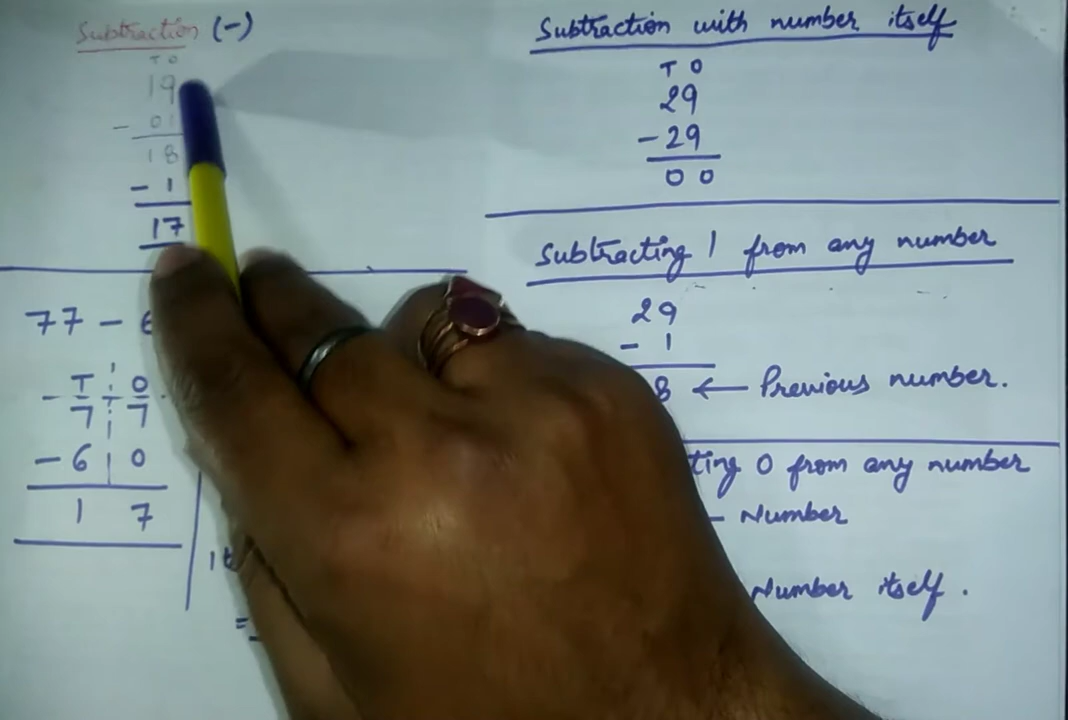 Subtraction (-)
T O
19
- 01
18
- 1
17
77 -
- T O
7 7
- 6 0
1 7
=
Subtraction with number itself
T O
29
- 29
0 0
Subtracting 1 from any number
29
- 1
8 ← Previous number.
ting 0 from any number
- Number
Number itself.